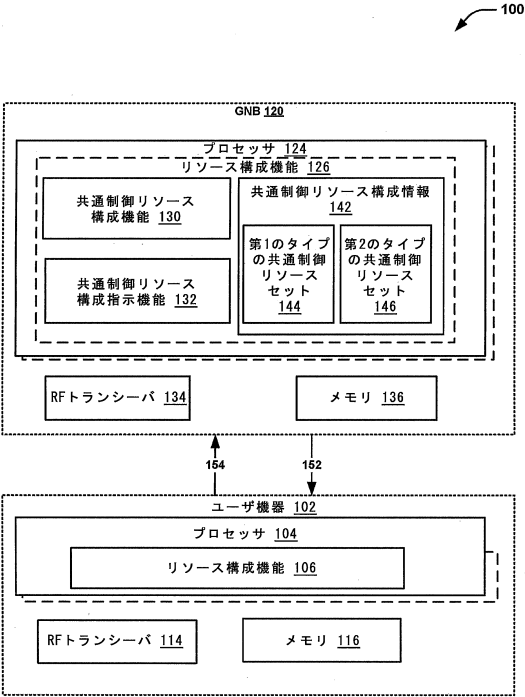 100
GNB 120
プロセッサ 124
リソース構成機能 126
共通制御リソース
構成機能 130
共通制御リソース
構成指示機能 132
共通制御リソース構成情報
142
第1のタイプ
の共通制御
リソース
セット
144
第2のタイプ
の共通制御
リソース
セット
146
RFトランシーバ 134
メモリ 136
154
152
ユーザ機器 102
プロセッサ 104
リソース構成機能 106
RFトランシーバ 114
メモリ 116